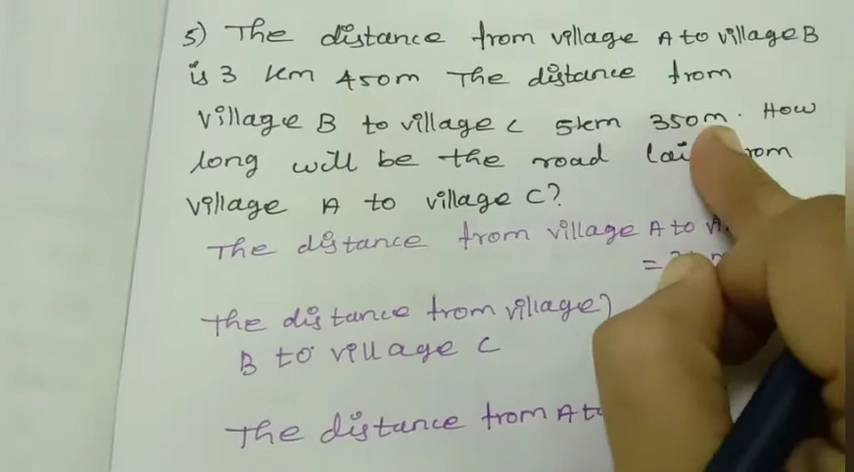 5) The distance from village A to village B
is 3 km 450m The distance from
village B to village C 5km 350m. How
long will be the road
village A to village C?
The distance from village A to
=
The distance from village
B to village C
The distance from A to